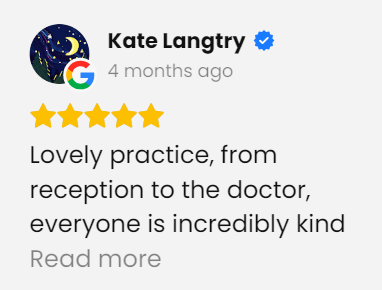 Kate Langtry
4 months ago
Lovely practice, from
reception to the doctor,
everyone is incredibly kind
Read more